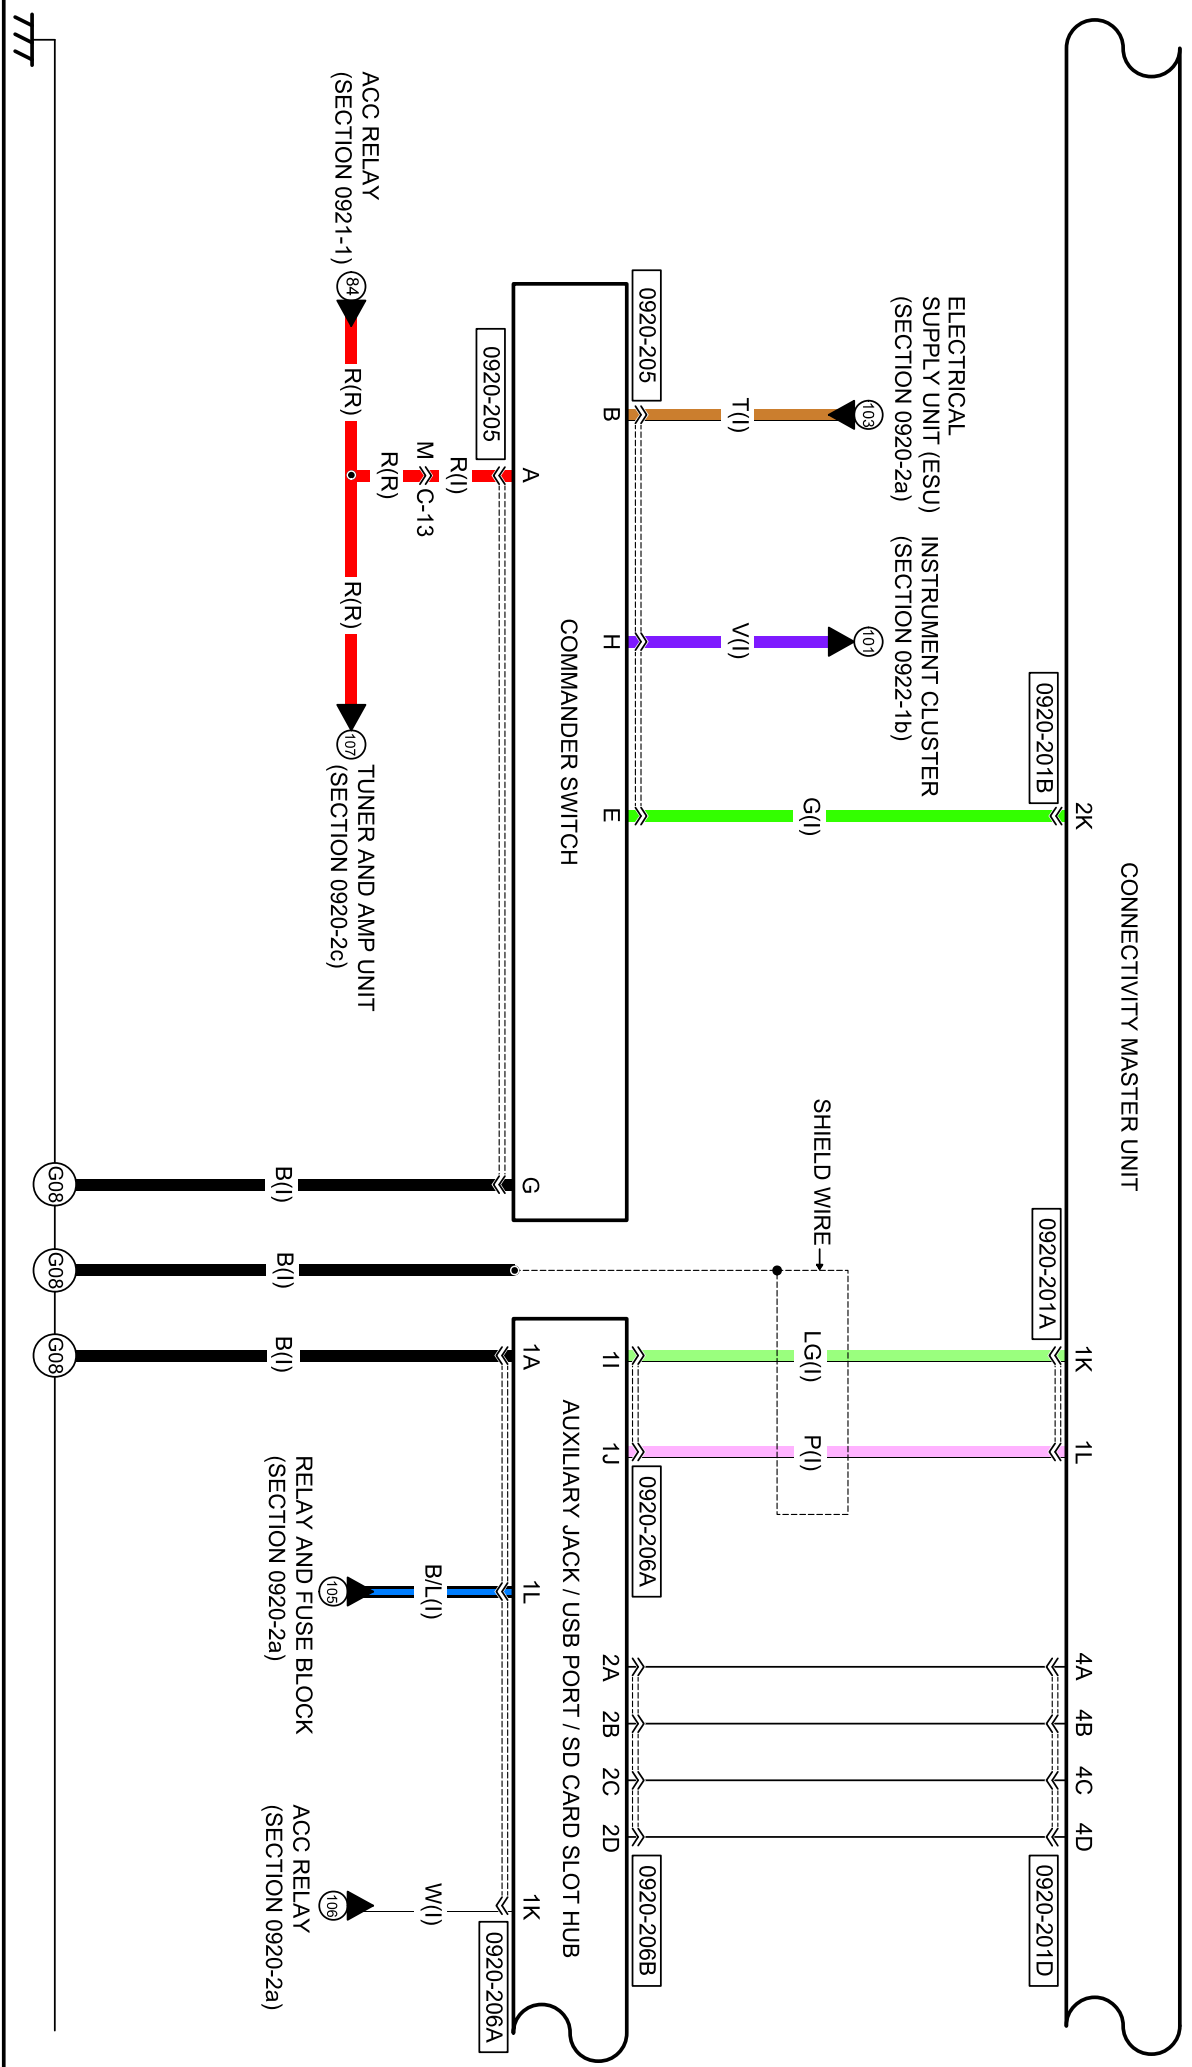 CONNECTIVITY MASTER UNIT
0920-201B
2K
0920-201A
1K
1L
4A
4B
4C
4D
0920-201D
ELECTRICAL
SUPPLY UNIT (ESU)
(SECTION 0920-2a)
103
INSTRUMENT CLUSTER
(SECTION 0922-1b)
101
SHIELD WIRE
T(I)
V(I)
G(I)
LG(I)
P(I)
0920-205
B
H
E
1I
1J
0920-206A
2A
2B
2C
2D
0920-206B
COMMANDER SWITCH
AUXILIARY JACK / USB PORT / SD CARD SLOT HUB
0920-205
A
G
1A
1L
1K
0920-206A
R(I)
M
C-13
R(R)
ACC RELAY
(SECTION 0921-1)
84
R(R)
R(R)
107
TUNER AND AMP UNIT
(SECTION 0920-2c)
B(I)
B(I)
B(I)
B/L(I)
W(I)
105
RELAY AND FUSE BLOCK
(SECTION 0920-2a)
106
ACC RELAY
(SECTION 0920-2a)
G08
G08
G08